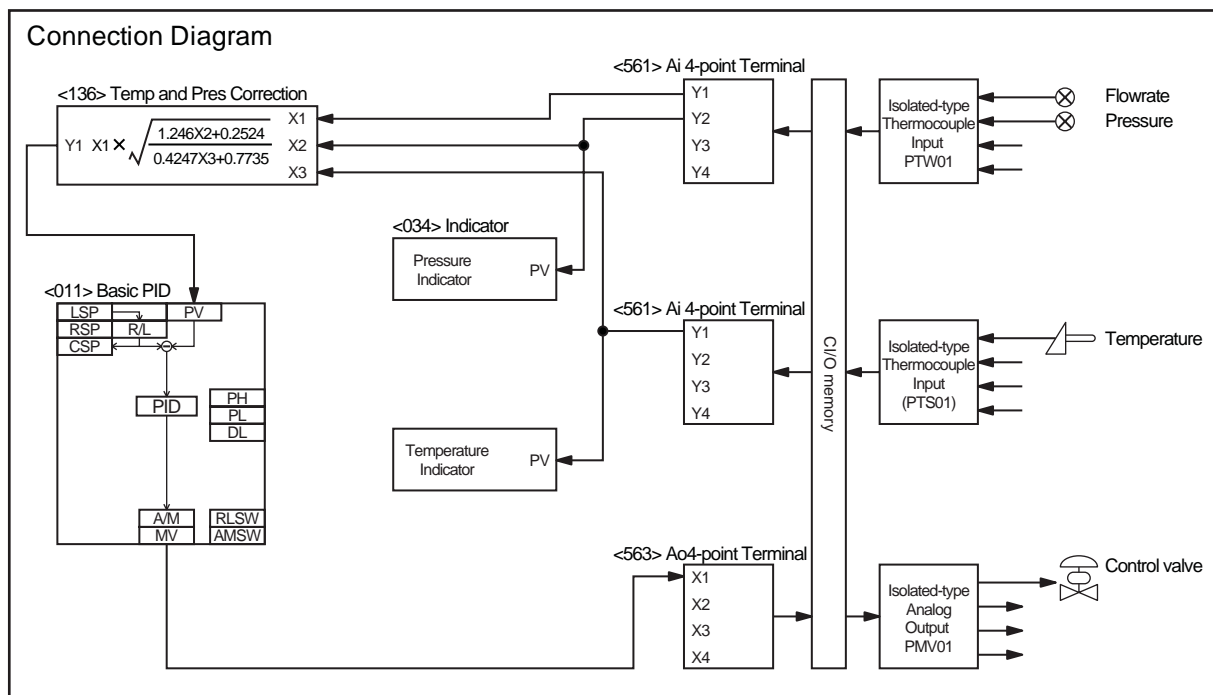 Connection Diagram
<136> Temp and Pres Correction
Y1 X1 × √
1.246X2+0.2524
0.4247X3+0.7735
X1
X2
X3
<561> Ai 4-point Terminal
Y1
Y2
Y3
Y4
Isolated-type
Thermocouple
Input
PTW01
Flowrate
Pressure
<034> Indicator
Pressure
Indicator
PV
<011> Basic PID
LSP
PV
RSP
R/L
CSP
PID
PH
PL
DL
A/M
RLSW
MV
AMSW
<561> Ai 4-point Terminal
Y1
Y2
Y3
Y4
Isolated-type
Thermocouple
Input
(PTS01)
Temperature
Temperature
Indicator
PV
CI/O memory
<563> Ao4-point Terminal
X1
X2
X3
X4
Isolated-type
Analog
Output
PMV01
Control valve